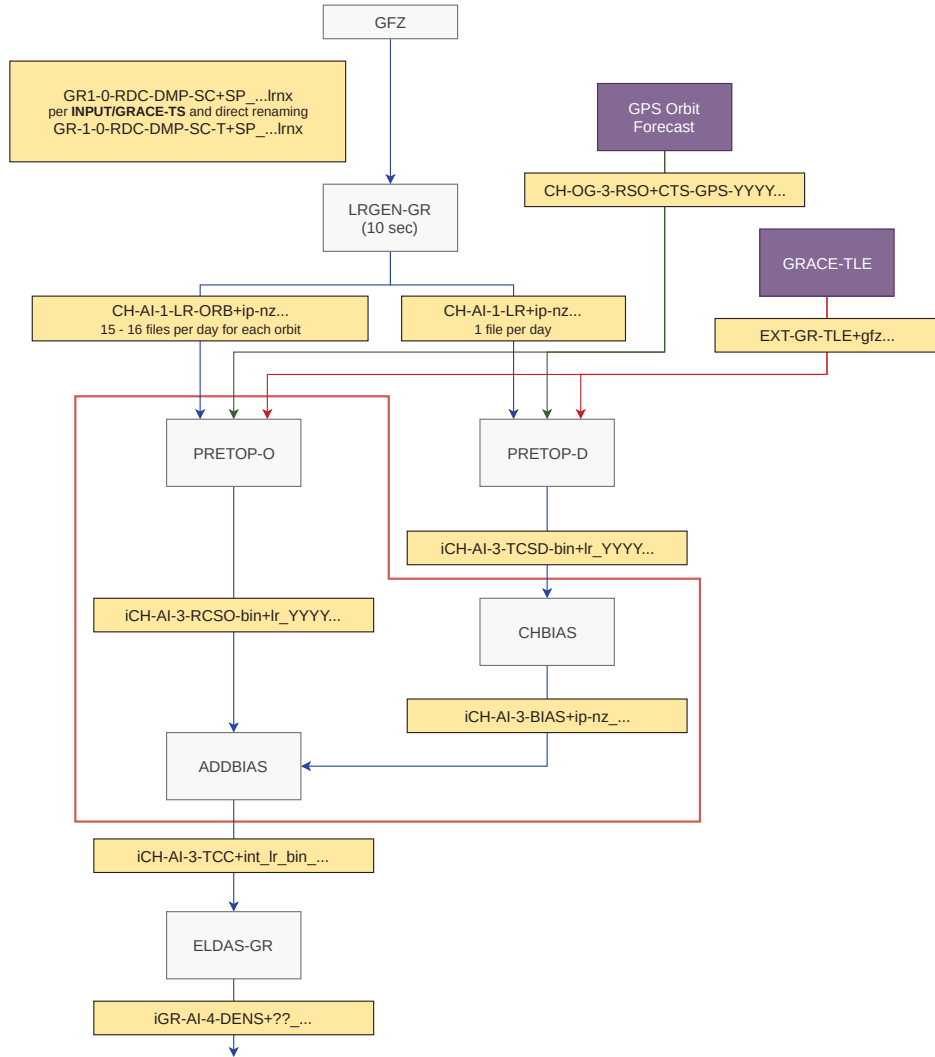 GFZ
GR1-0-RDC-DMP-SC+SP_...lrnx
per INPUT/GRACE-TS and direct renaming
GR-1-0-RDC-DMP-SC-T+SP_...lrnx
GPS Orbit
Forecast
CH-OG-3-RSO+CTS-GPS-YYYY...
LRGEN-GR
(10 sec)
GRACE-TLE
CH-AI-1-LR-ORB+ip-nz...
15 - 16 files per day for each orbit
CH-AI-1-LR+ip-nz...
1 file per day
EXT-GR-TLE+gfz...
PRETOP-O
PRETOP-D
iCH-AI-3-TCSD-bin+lr_YYYY...
iCH-AI-3-RCSO-bin+lr_YYYY...
CHBIAS
iCH-AI-3-BIAS+ip-nz_...
ADDBIAS
iCH-AI-3-TCC+int_lr_bin_...
ELDAS-GR
iGR-AI-4-DENS+??_...